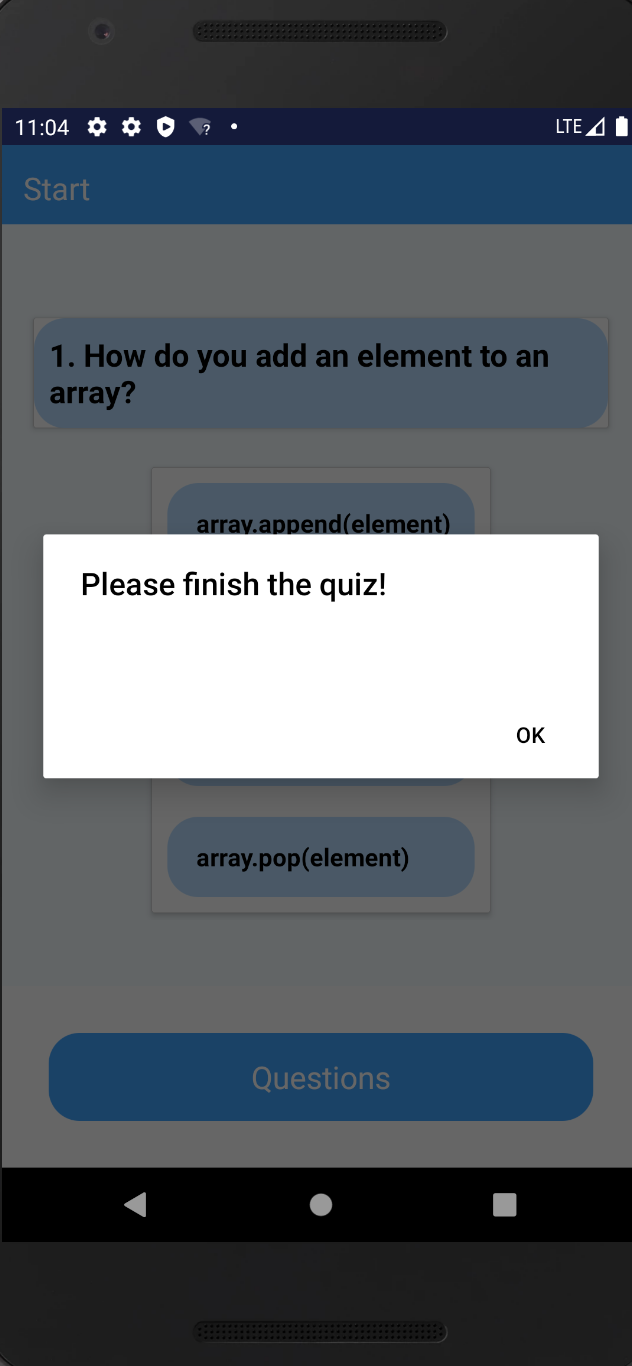 11:04
LTE
Start
1. How do you add an element to an
array?
array.append(element)
Please finish the quiz!
OK
array.pop(element)
Questions